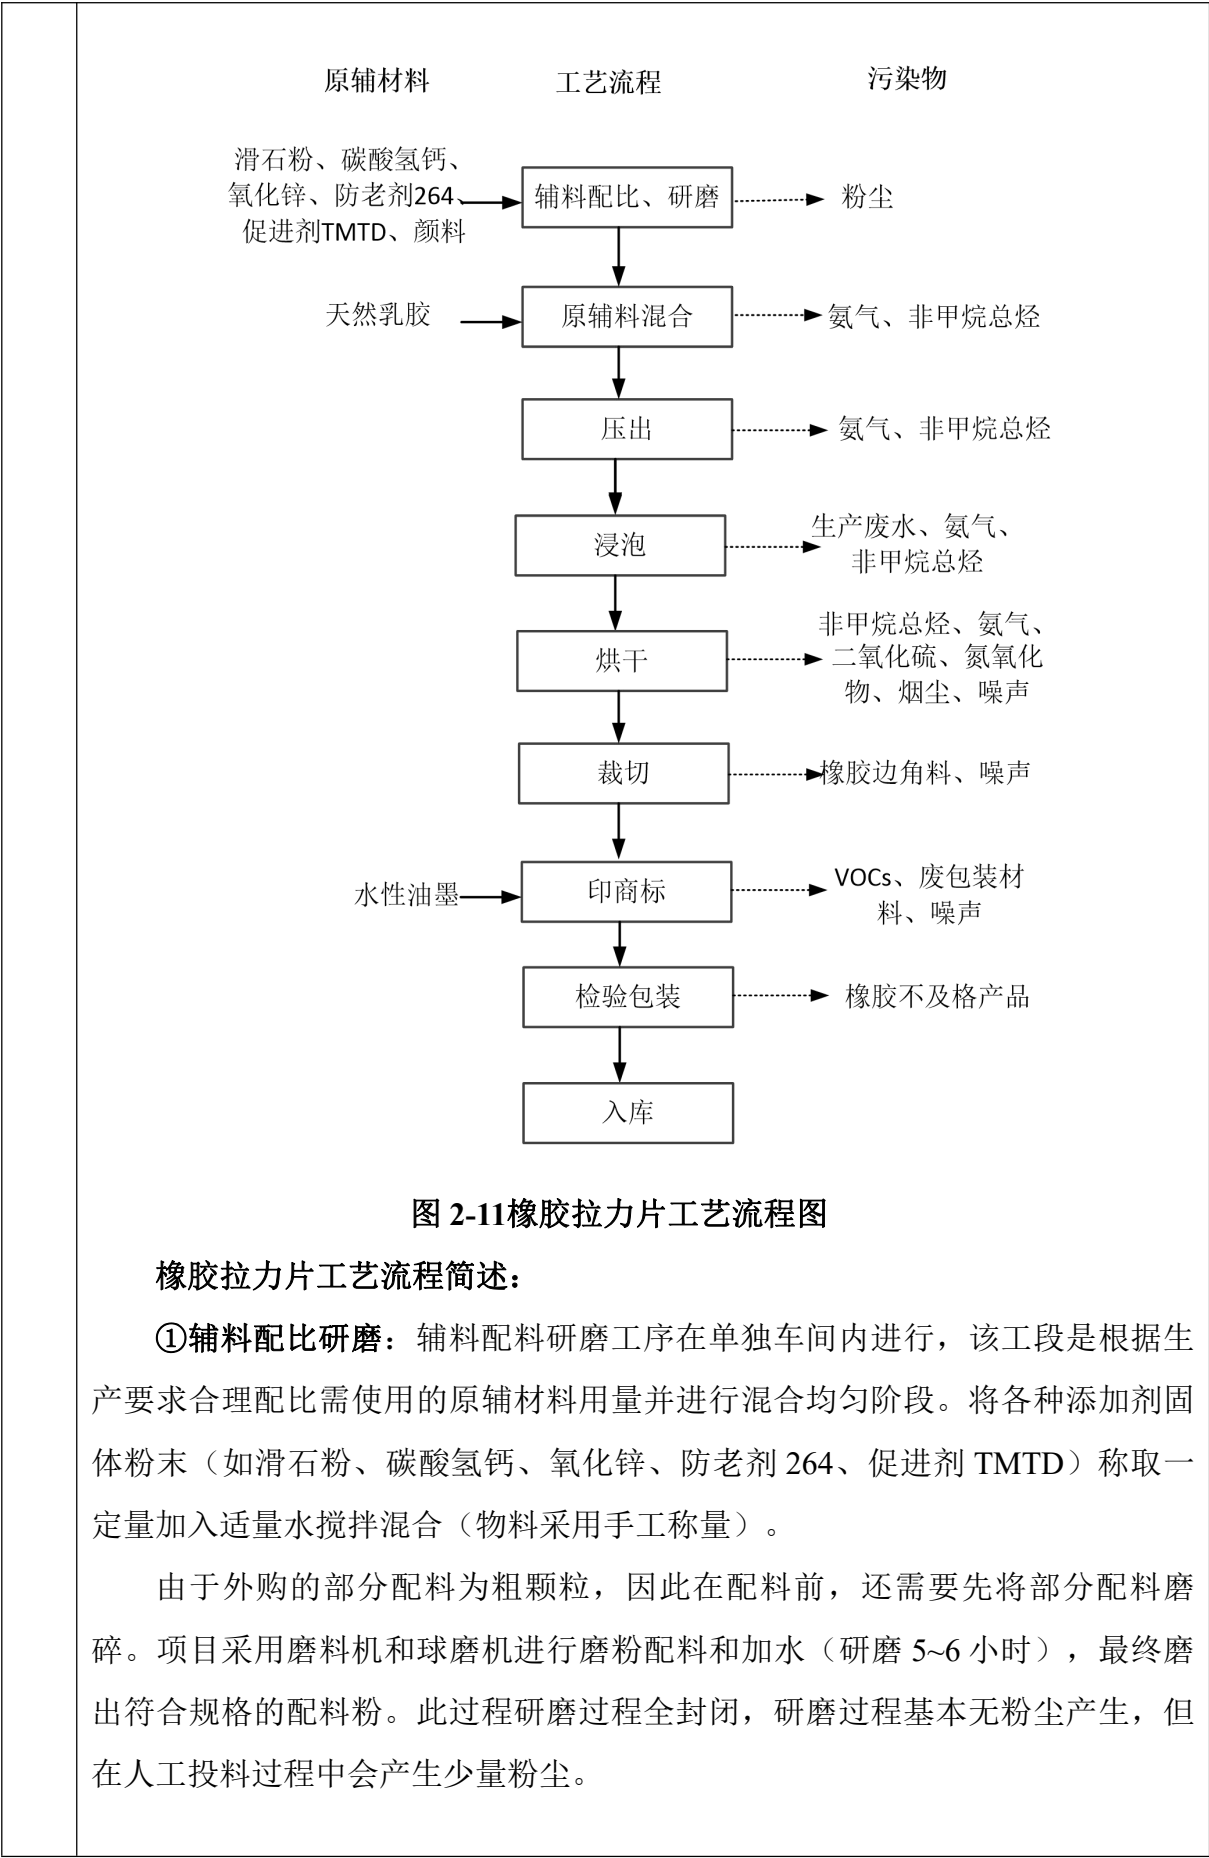 原辅材料
工艺流程
污染物
滑石粉、碳酸氢钙、
氧化锌、防老剂264、
促进剂TMTD、颜料
辅料配比、研磨
粉尘
天然乳胶
原辅料混合
氨气、非甲烷总烃
压出
氨气、非甲烷总烃
浸泡
生产废水、氨气、
非甲烷总烃
烘干
非甲烷总烃、氨气、
二氧化硫、氮氧化
物、烟尘、噪声
裁切
橡胶边角料、噪声
水性油墨
印商标
VOCs、废包装材
料、噪声
检验包装
橡胶不及格产品
入库
图 2-11橡胶拉力片工艺流程图
橡胶拉力片工艺流程简述：
①辅料配比研磨：辅料配料研磨工序在单独车间内进行，该工段是根据生
产要求合理配比需使用的原辅材料用量并进行混合均匀阶段。将各种添加剂固
体粉末（如滑石粉、碳酸氢钙、氧化锌、防老剂 264、促进剂 TMTD）称取一
定量加入适量水搅拌混合（物料采用手工称量）。
由于外购的部分配料为粗颗粒，因此在配料前，还需要先将部分配料磨
碎。项目采用磨料机和球磨机进行磨粉配料和加水（研磨 5~6 小时），最终磨
出符合规格的配料粉。此过程研磨过程全封闭，研磨过程基本无粉尘产生，但
在人工投料过程中会产生少量粉尘。